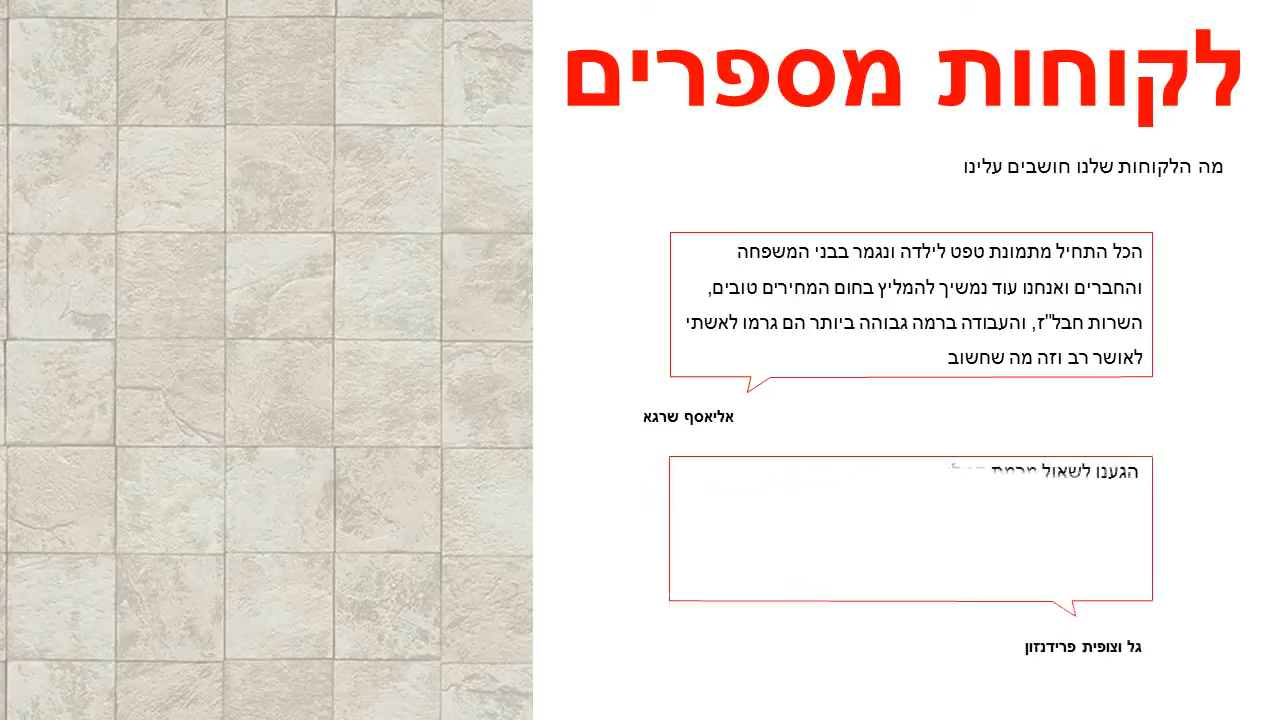 לקוחות מספרים
מה הלקוחות שלנו חושבים עלינו
הכל התחיל מתמונת טפט לילדה ונגמר בבני המשפחה
והחברים ואנחנו עוד נמשיך להמליץ בחום המחירים טובים,
השרות חבל"ז, והעבודה ברמה גבוהה ביותר הם גרמו לאשתי
לאושר רב וזה מה שחשוב
אליאסף שרגא
הגענו לשאול
גל וצופית פרידנזון